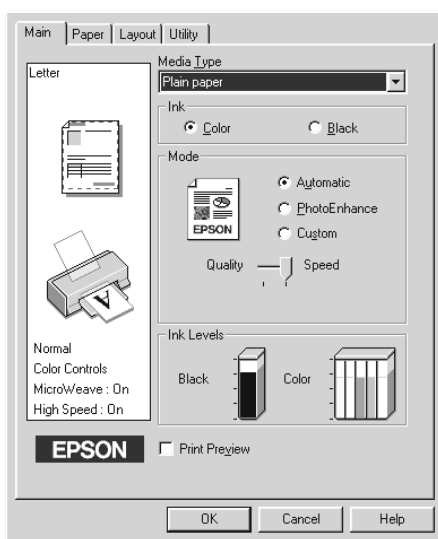 Main Paper Layout Utility
Letter
Normal
Color Controls
MicroWeave : On
High Speed : On
EPSON
Media Type
Plain paper
Ink
Color Black
Mode
EPSON
Automatic
PhotoEnhance
Custom
Quality Speed
Ink Levels
Black Color
Print Preview
OK Cancel Help